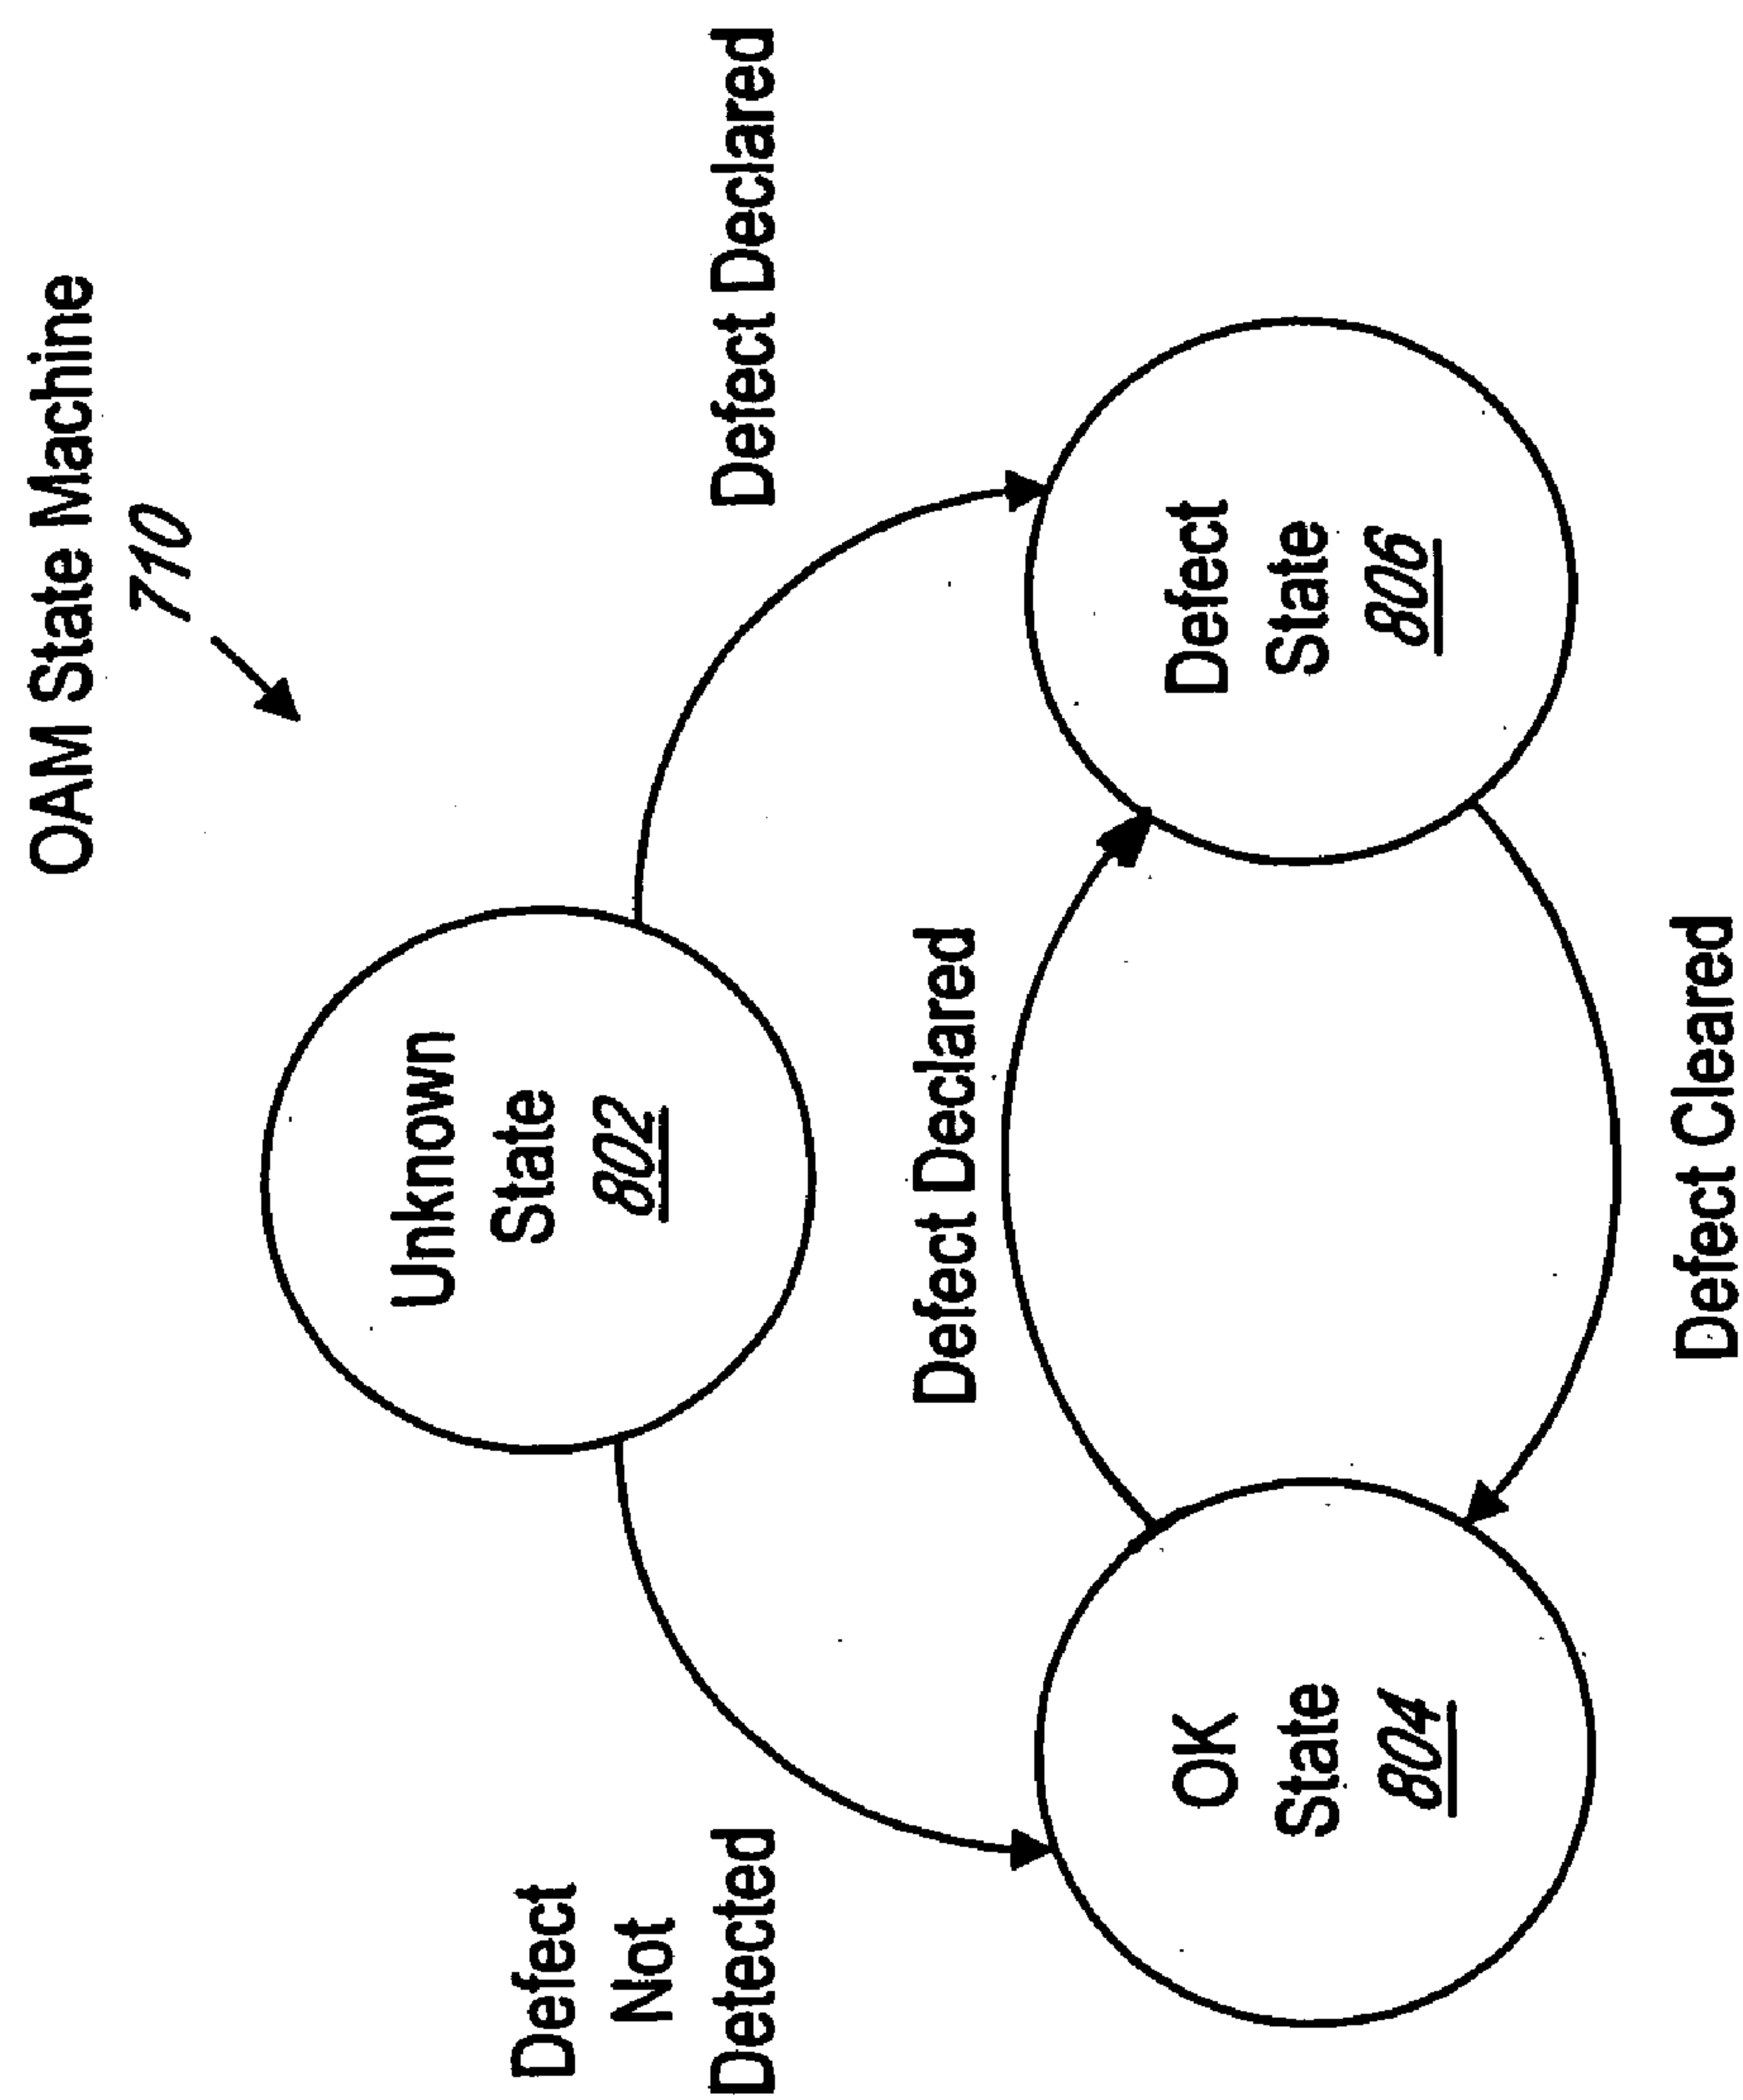 OAM State Machine
710
Unknown
State
802
Defect
Not
Detected
Defect Declared
Defect Declared
OK
State
804
Defect
State
806
Defect Cleared